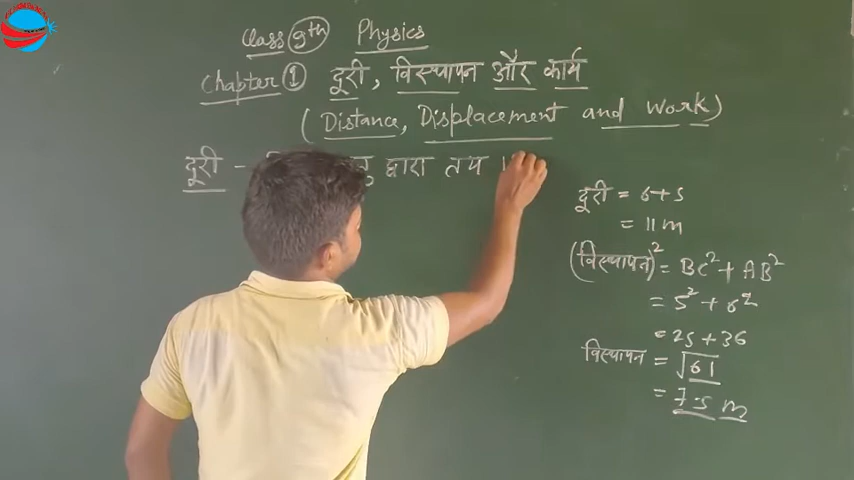 Class 9th Physics
Chapter 1 दूरी, विस्थापन और कार्य
(Distance, Displacement and Work)
दूरी - द्वारा तय
दूरी = 6+5
= 11 m
(विस्थापन)² = BC² + AB²
= 5² + 6²
= 25 + 36
विस्थापन = √61
= 7.5 m